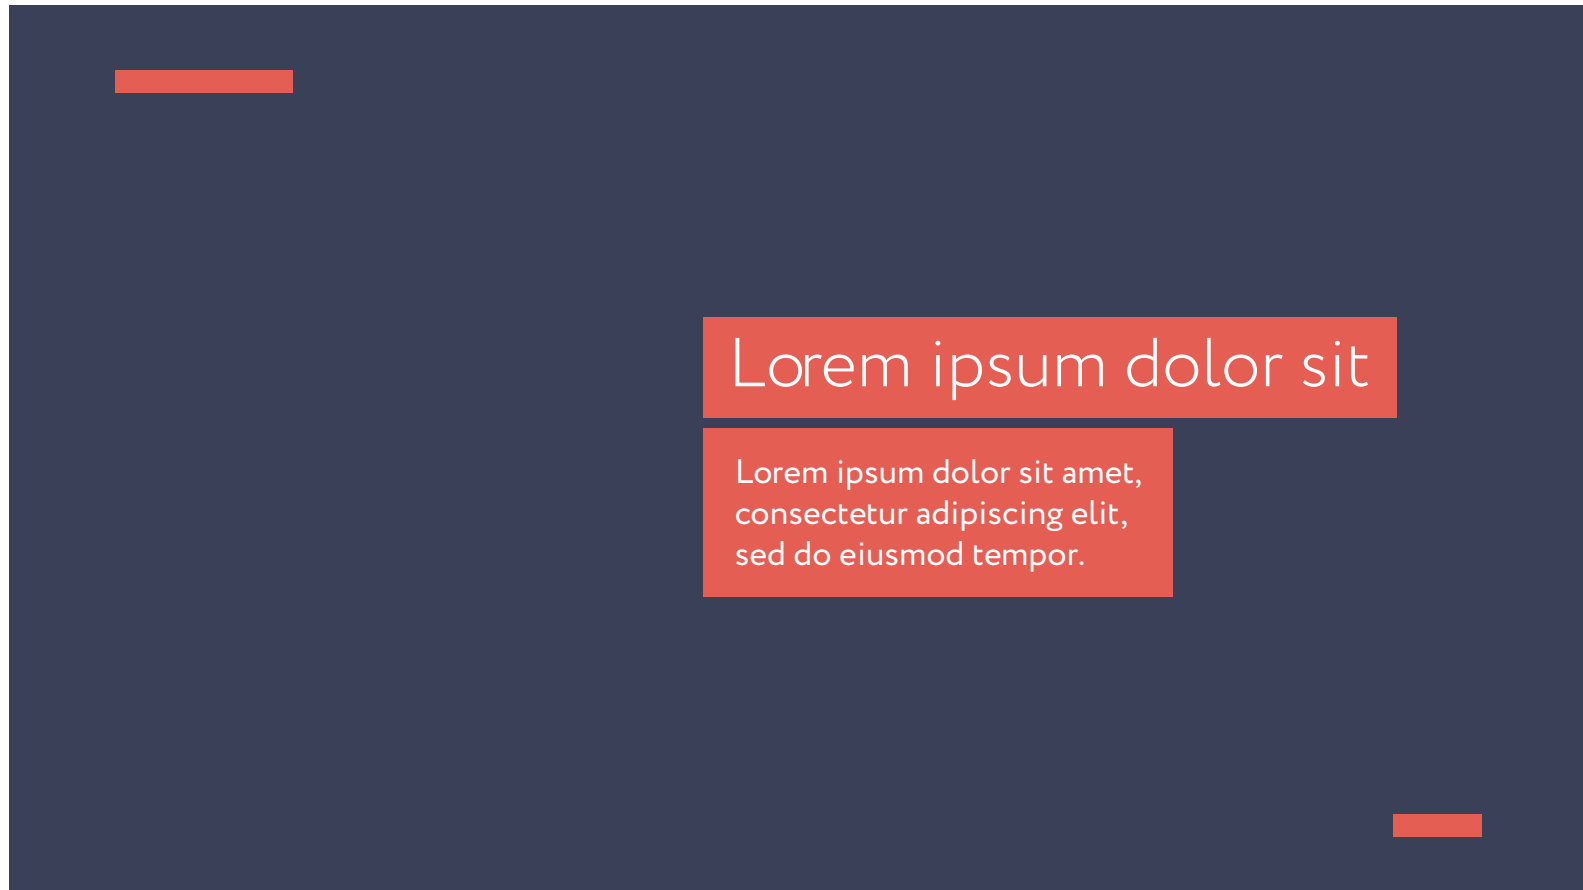 Lorem ipsum dolor sit
Lorem ipsum dolor sit amet,
consectetur adipiscing elit,
sed do eiusmod tempor.